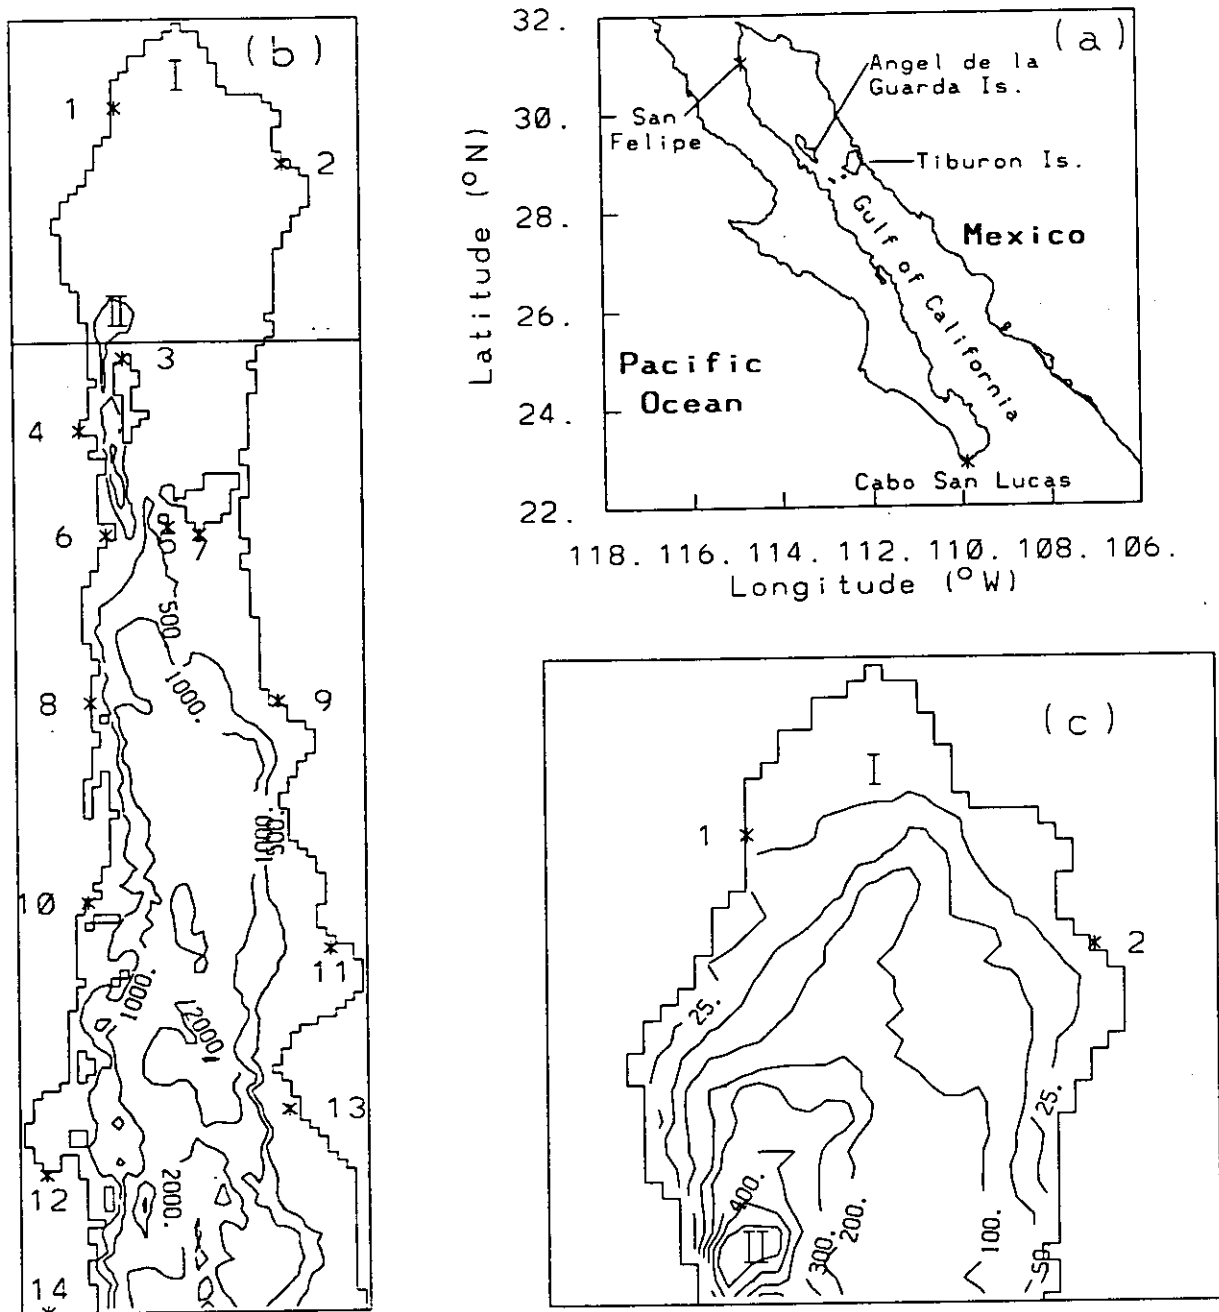 (b)
I
1
2
II
3
4
6
7
500.
1000.
8
9
500.
1000
10
11
1000.
2000.
13
2000.
12
14
(a)
32.
30.
28.
26.
24.
22.
Latitude (°N)
San
Felipe
Angel de la
Guarda Is.
Tiburon Is.
Gulf of California
Mexico
Pacific
Ocean
Cabo San Lucas
118. 116. 114. 112. 110. 108. 106.
Longitude (°W)
(c)
I
1
2
25.
25.
400.
II
300.
200.
100.
50